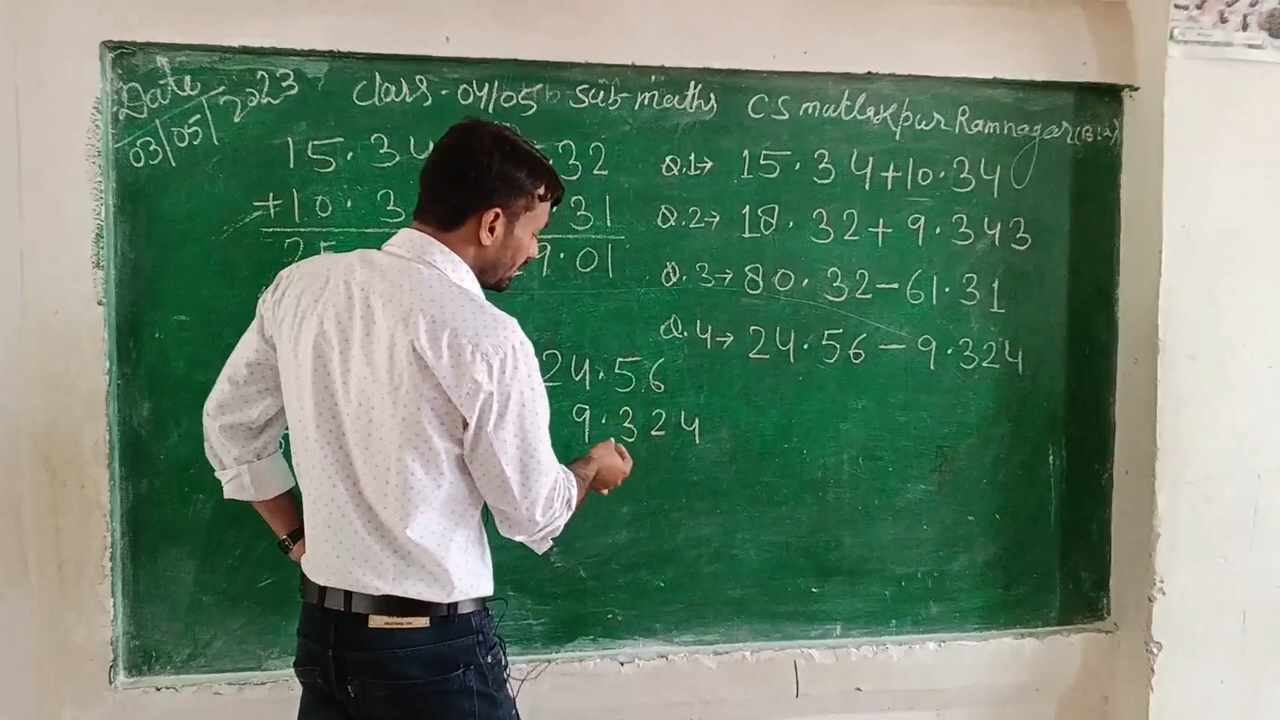 Date
03/05/2023
Class - 04/05 Sub-maths CS matlakpur Ramnagar
15.34
+10.3
25
32
31
9.01
24.56
9.324
Q.1→ 15.34+10.34
Q.2→ 18.32+9.343
Q.3→ 80.32-61.31
Q.4→ 24.56-9.324